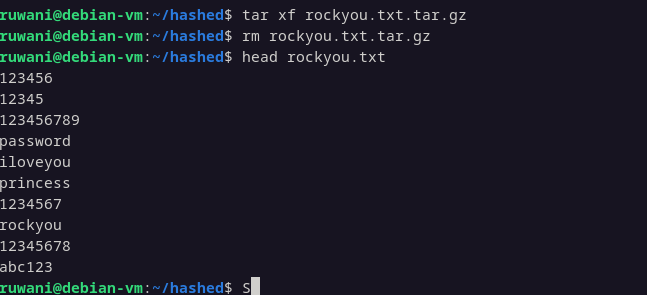 ruwani@debian-vm:~/hashed$ tar xf rockyou.txt.tar.gz
ruwani@debian-vm:~/hashed$ rm rockyou.txt.tar.gz
ruwani@debian-vm:~/hashed$ head rockyou.txt
123456
12345
123456789
password
iloveyou
princess
1234567
rockyou
12345678
abc123
ruwani@debian-vm:~/hashed$ S